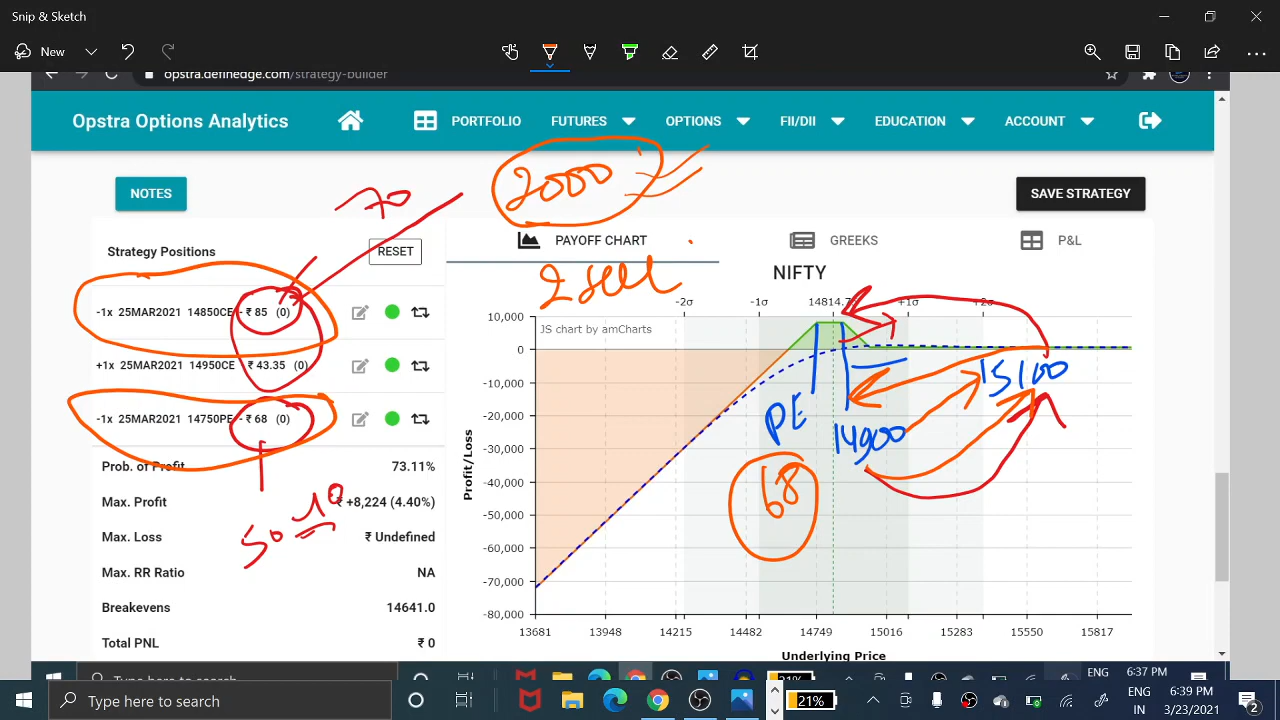 Snip & Sketch
New
opstra.definedge.com/strategy-builder
Opstra Options Analytics
PORTFOLIO
FUTURES
OPTIONS
FII/DII
EDUCATION
ACCOUNT
NOTES
2000
SAVE STRATEGY
70
Strategy Positions
RESET
PAYOFF CHART
GREEKS
P&L
2 sell
NIFTY
-1x 25MAR2021 14850CE - ₹ 85 (0)
+1x 25MAR2021 14950CE ₹ 43.35 (0)
-1x 25MAR2021 14750PE - ₹ 68 (0)
Prob. of Profit 73.11%
Max. Profit ₹ +8,224 (4.40%)
Max. Loss ₹ Undefined
Max. RR Ratio NA
Breakevens 14641.0
Total PNL ₹ 0
50
10
-2σ -1σ 14814.7 +1σ +2σ
JS chart by amCharts
Profit/Loss
10,000
0
-10,000
-20,000
-30,000
-40,000
-50,000
-60,000
-70,000
-80,000
15100
PE
14900
68
13681 13948 14215 14482 14749 15016 15283 15550 15817
Underlying Price
ENG 6:37 PM
Type here to search
21%
ENG 6:39 PM
IN 3/23/2021
2